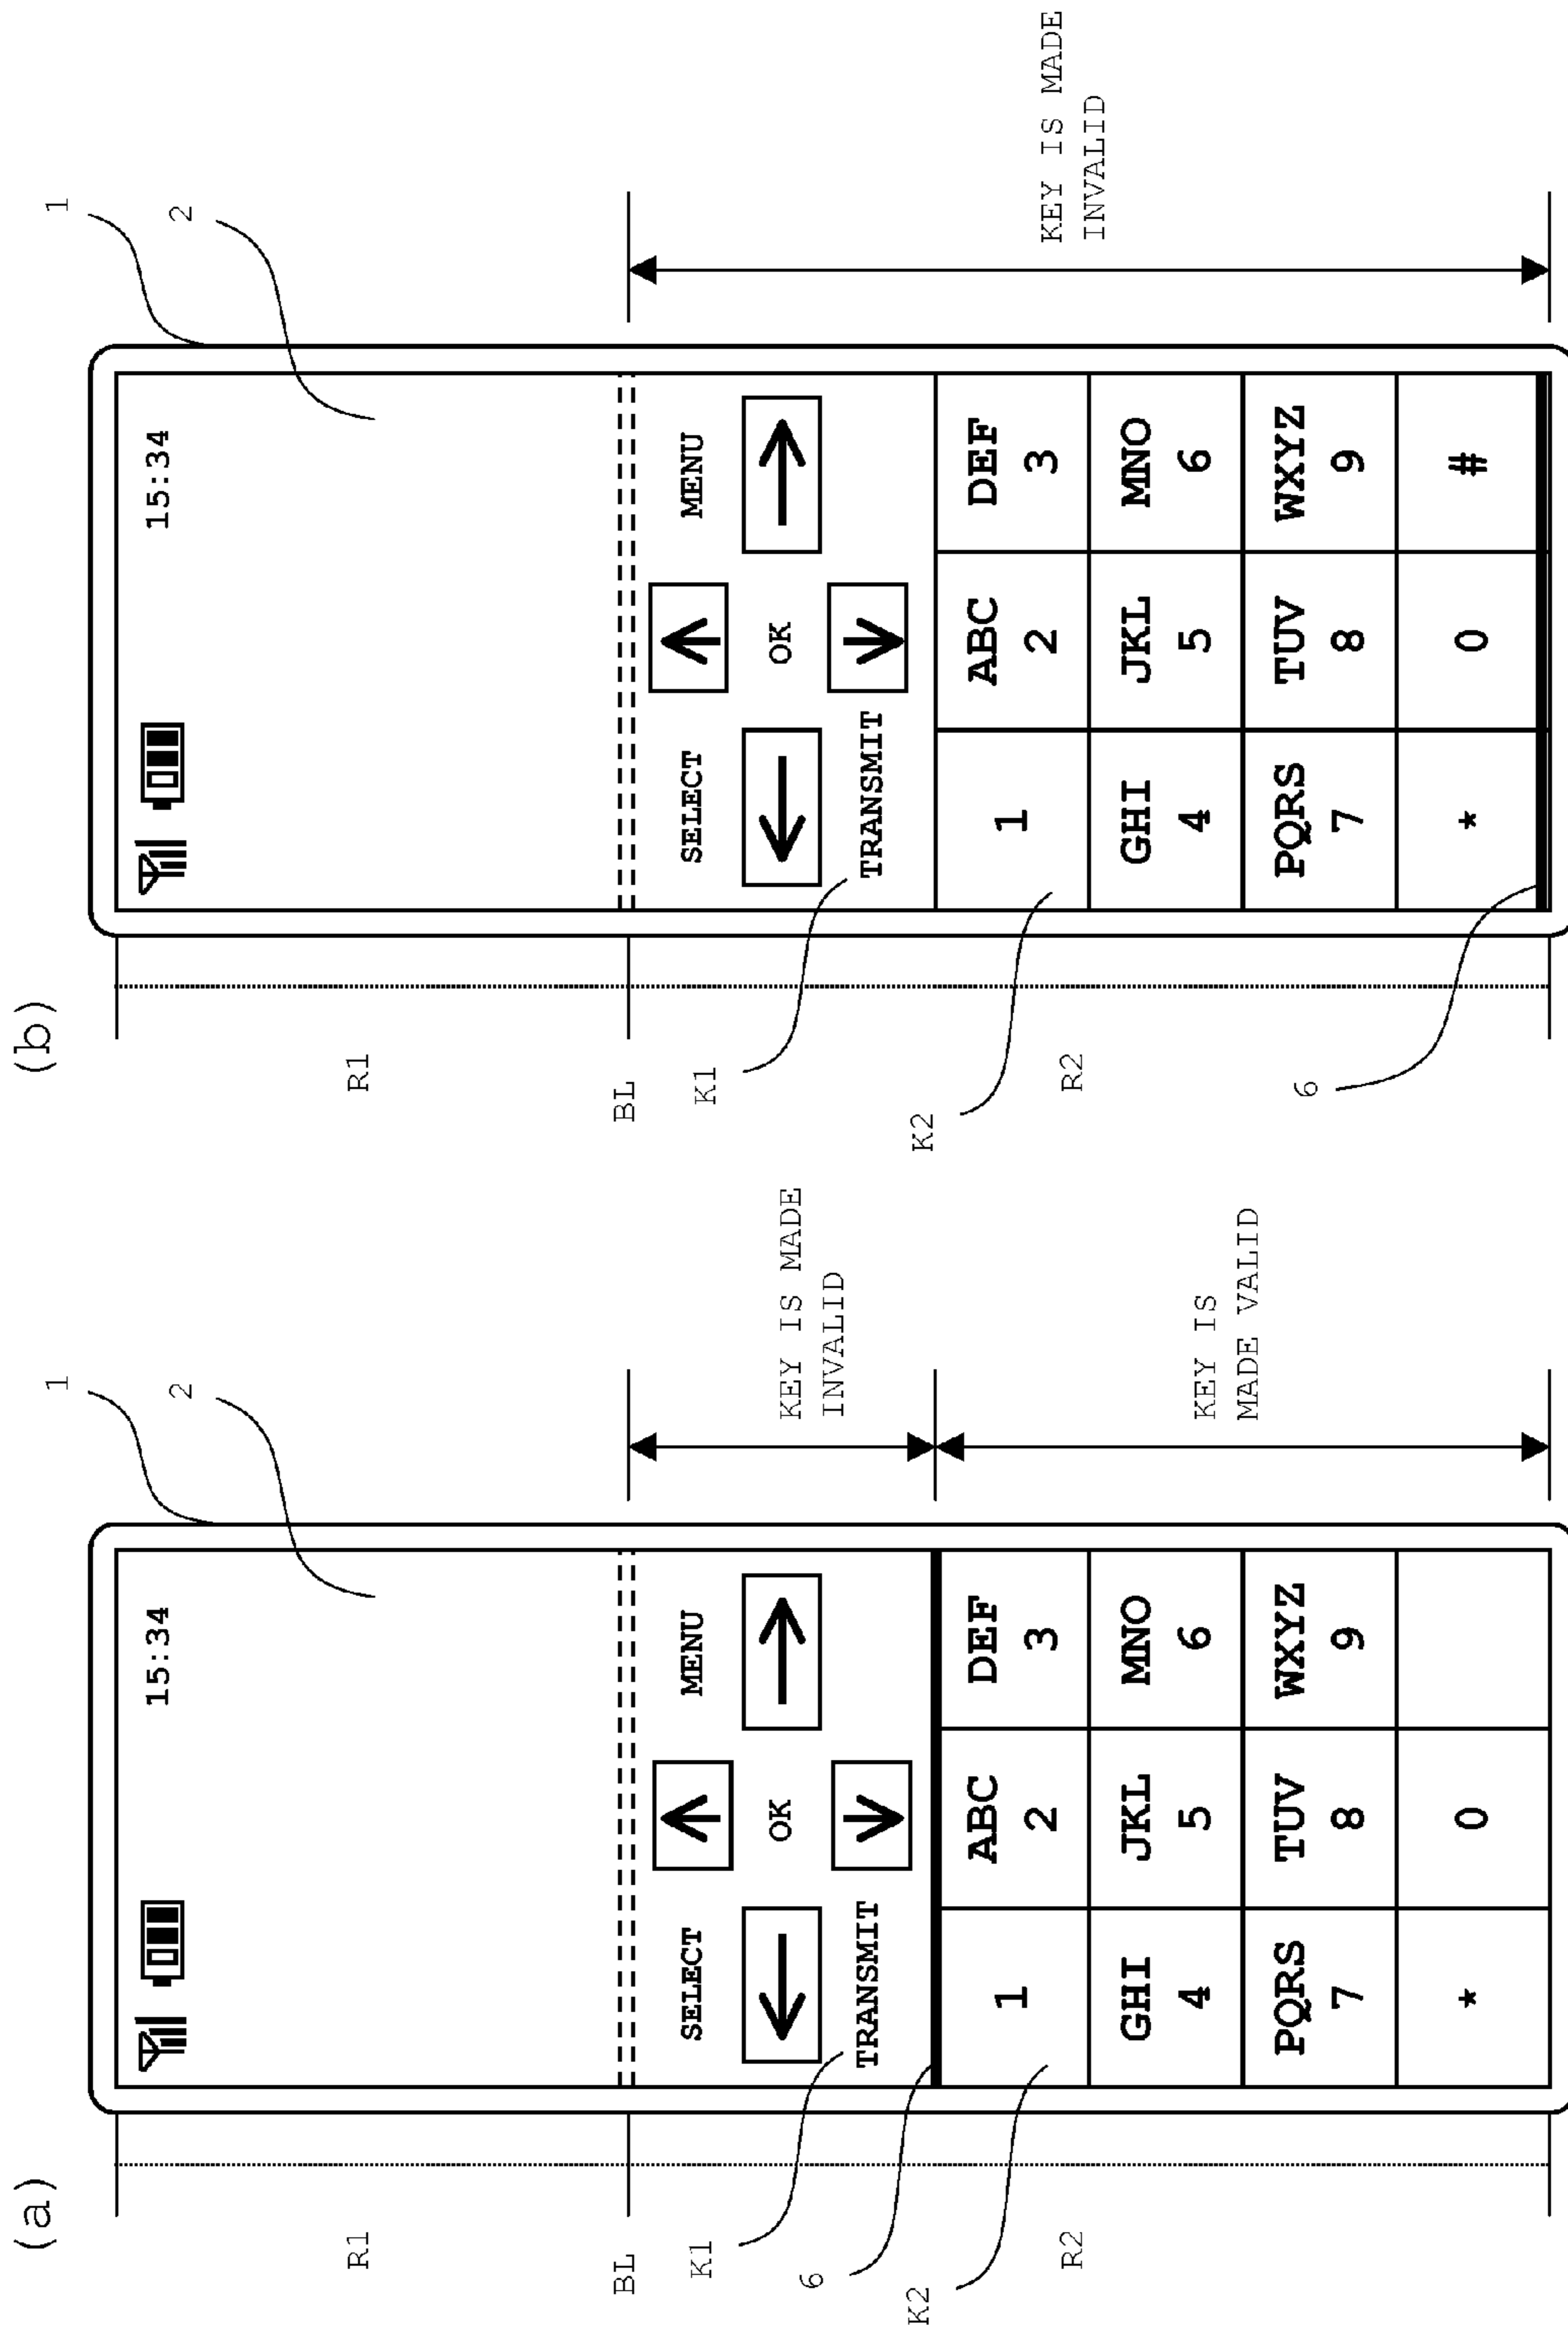 (a)
1
2
15:34
R1
BL
SELECT
MENU
K1
OK
TRANSMIT
KEY IS MADE
INVALID
6
K2
1
ABC
2
DEF
3
GHI
4
JKL
5
MNO
6
R2
PQRS
7
TUV
8
WXYZ
9
*
0
KEY IS
MADE VALID
(b)
1
2
15:34
R1
BL
SELECT
MENU
K1
OK
TRANSMIT
K2
1
ABC
2
DEF
3
KEY IS MADE
INVALID
R2
GHI
4
JKL
5
MNO
6
PQRS
7
TUV
8
WXYZ
9
6
*
0
#